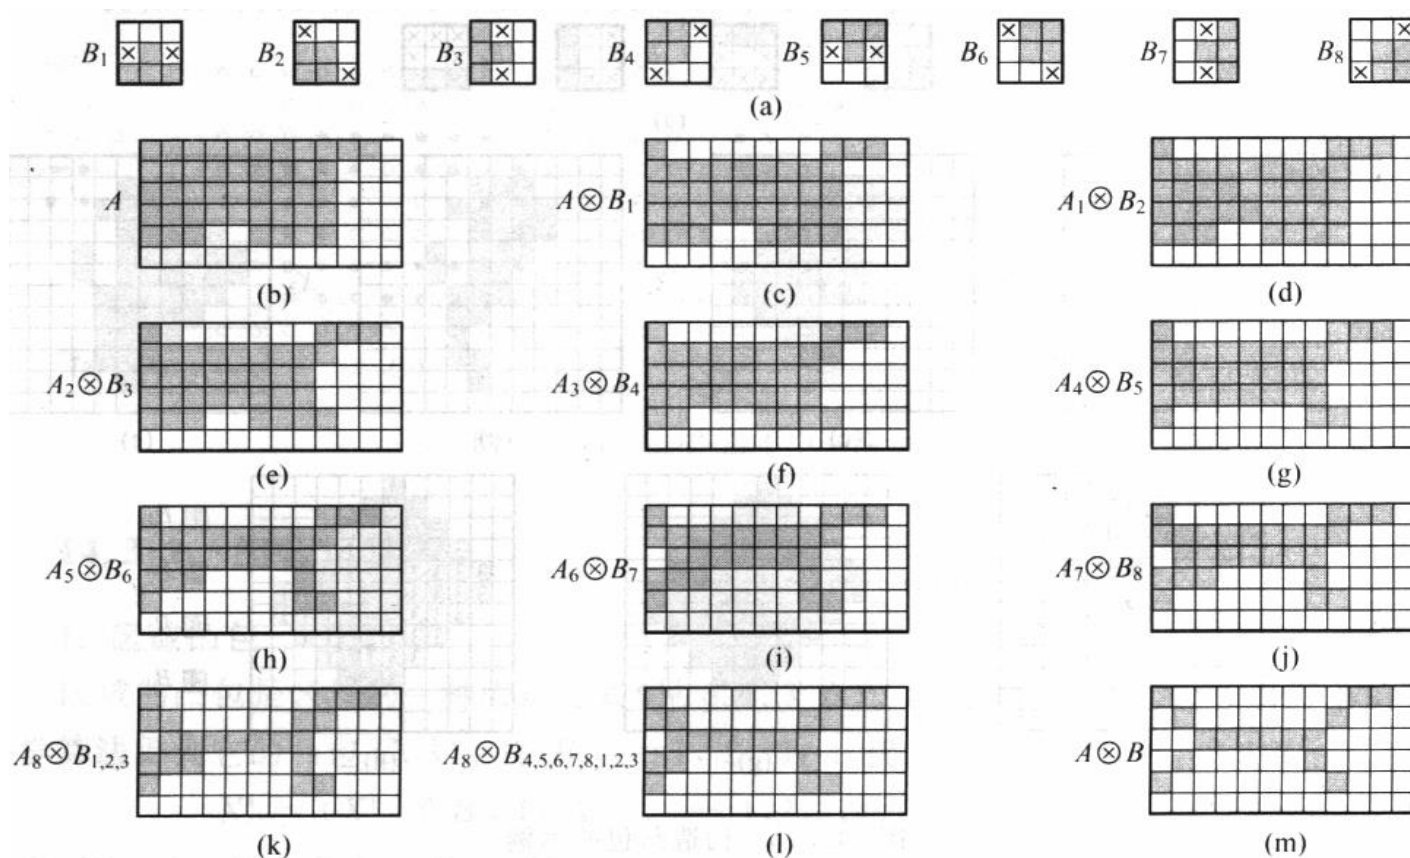 B1 B2 B3 B4 B5 B6 B7 B8
(a)
A A ⊗ B1 A1 ⊗ B2
(b) (c) (d)
A2 ⊗ B3 A3 ⊗ B4 A4 ⊗ B5
(e) (f) (g)
A5 ⊗ B6 A6 ⊗ B7 A7 ⊗ B8
(h) (i) (j)
A8 ⊗ B1,2,3 A8 ⊗ B4,5,6,7,8,1,2,3 A ⊗ B
(k) (l) (m)